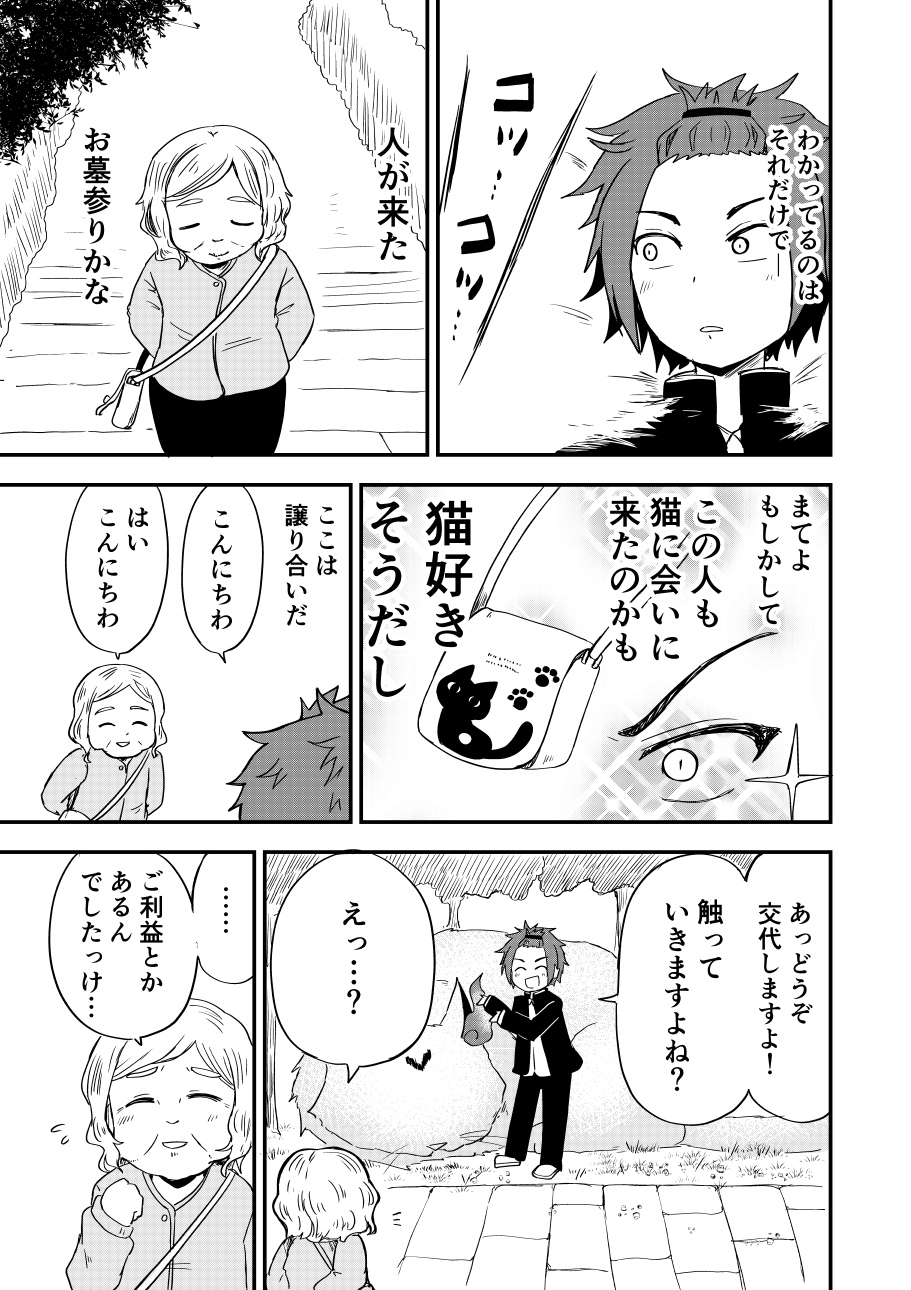 わかってるのは
それだけで―
コツ…
コツ…
人が来た
お墓参りかな
まてよ
もしかして
この人も
猫に会いに
来たのかも
猫好き
そうだし
ここは
譲り合いだ
こんにちわ
はい
こんにちわ
あっどうぞ
交代しますよ！
触って
いきますよね？
えっ…？
……
ご利益とか
あるん
でしたっけ…